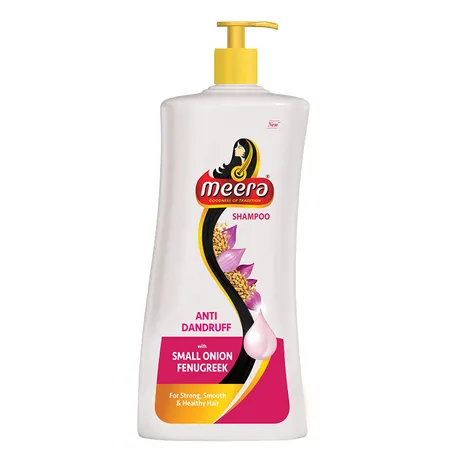 New
meera®
GOODNESS OF TRADITION
SHAMPOO
ANTI
DANDRUFF
with
SMALL ONION
FENUGREEK
For Strong, Smooth
& Healthy Hair